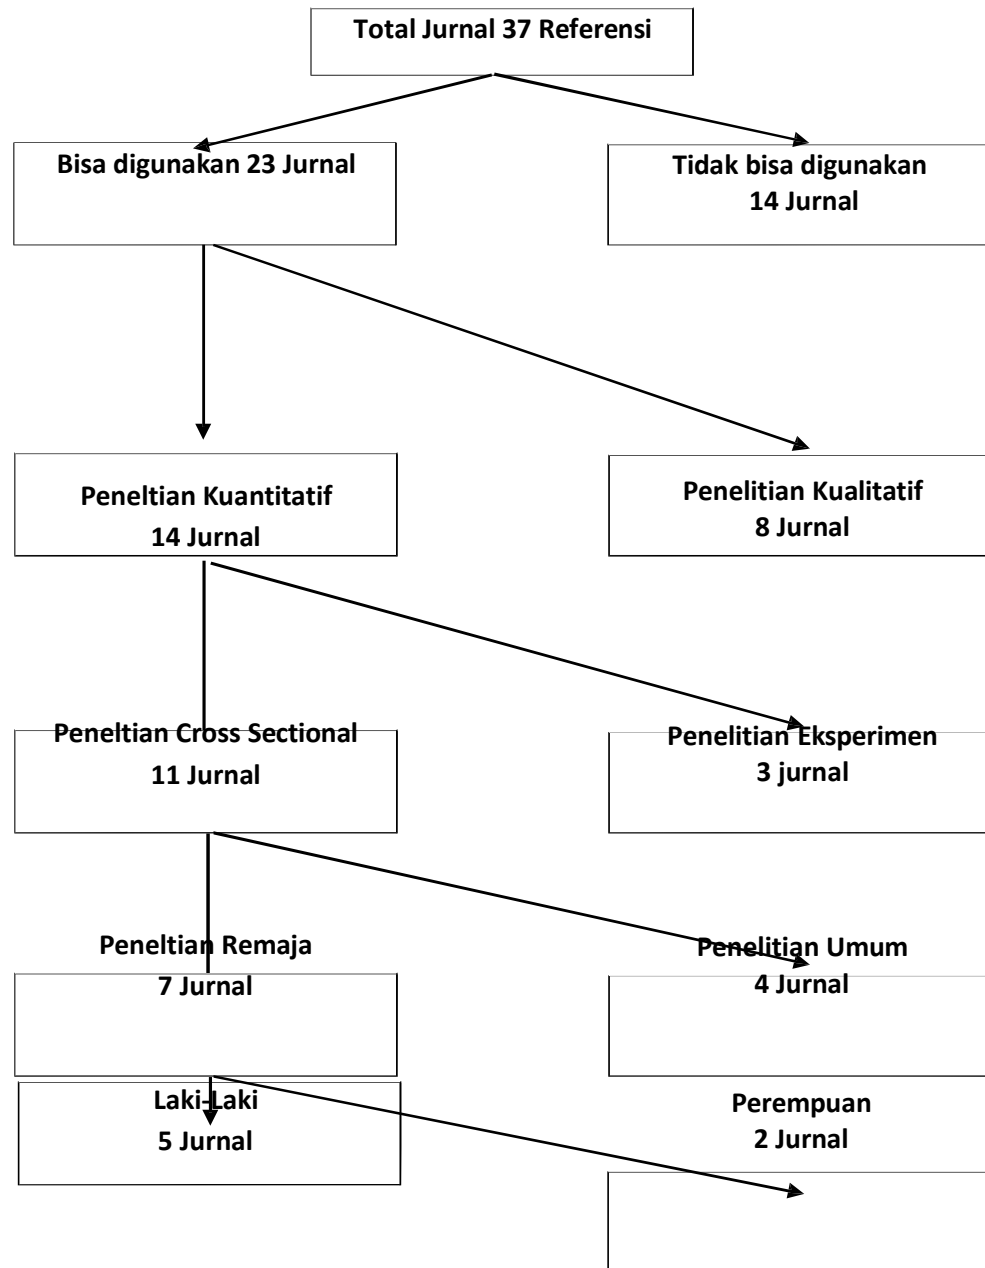 Total Jurnal 37 Referensi
Bisa digunakan 23 Jurnal
Tidak bisa digunakan
14 Jurnal
Peneltian Kuantitatif
14 Jurnal
Penelitian Kualitatif
8 Jurnal
Peneltian Cross Sectional
11 Jurnal
Penelitian Eksperimen
3 jurnal
Peneltian Remaja
7 Jurnal
Penelitian Umum
4 Jurnal
Laki-Laki
5 Jurnal
Perempuan
2 Jurnal